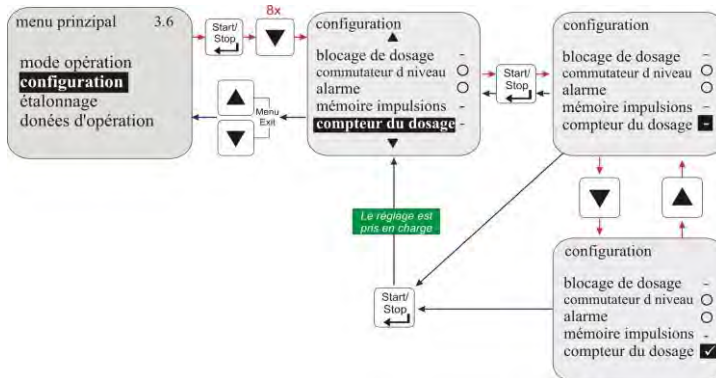 menu prinzipal 3.6
mode opération
configuration
étalonnage
donées d'opération
Start/
Stop
8x
configuration
blocage de dosage -
commutateur d niveau
alarme
mémoire impulsions -
compteur du dosage -
Menu
Exit
Start/
Stop
configuration
blocage de dosage -
commutateur d niveau
alarme
mémoire impulsions -
compteur du dosage -
Le réglage est
pris en charge
Start/
Stop
configuration
blocage de dosage -
commutateur d niveau
alarme
mémoire impulsions -
compteur du dosage ✓